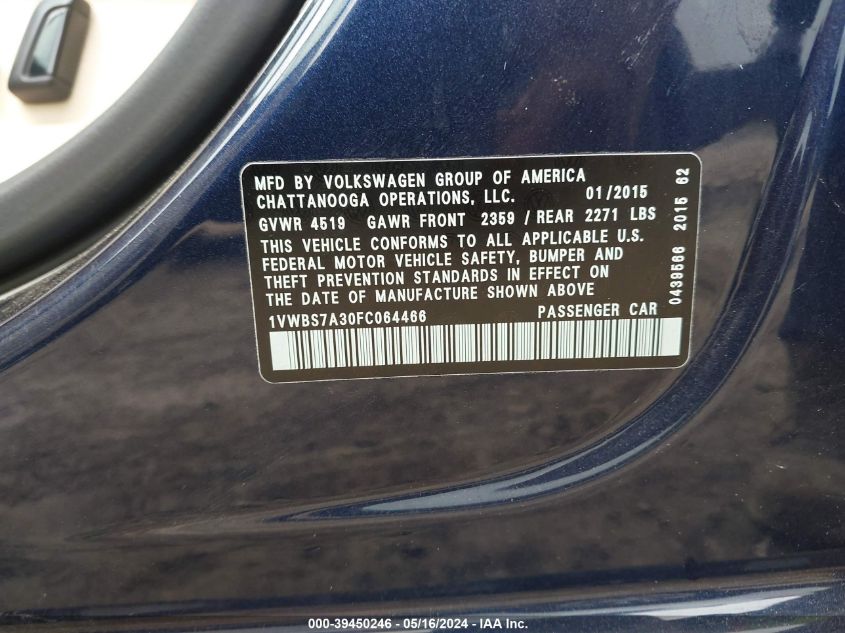 MFD BY VOLKSWAGEN GROUP OF AMERICA
CHATTANOOGA OPERATIONS, LLC. 01/2015
GVWR 4519 GAWR FRONT 2359 / REAR 2271 LBS
THIS VEHICLE CONFORMS TO ALL APPLICABLE U.S.
FEDERAL MOTOR VEHICLE SAFETY, BUMPER AND
THEFT PREVENTION STANDARDS IN EFFECT ON
THE DATE OF MANUFACTURE SHOWN ABOVE
1VWBS7A30FC064466 PASSENGER CAR
0439566 2015 62
000-39450246 - 05/16/2024 - IAA Inc.